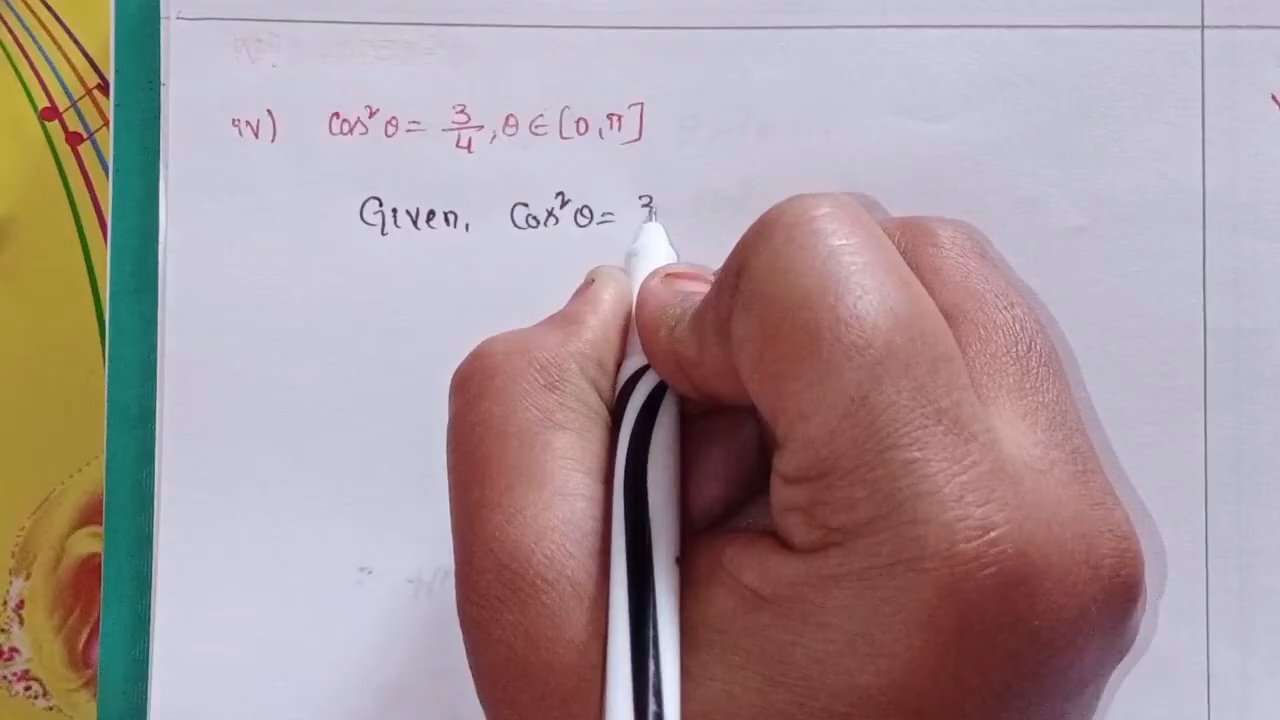 iv) cos²θ = 3/4, θ ∈ [0, π]
Given, cos²θ = 3